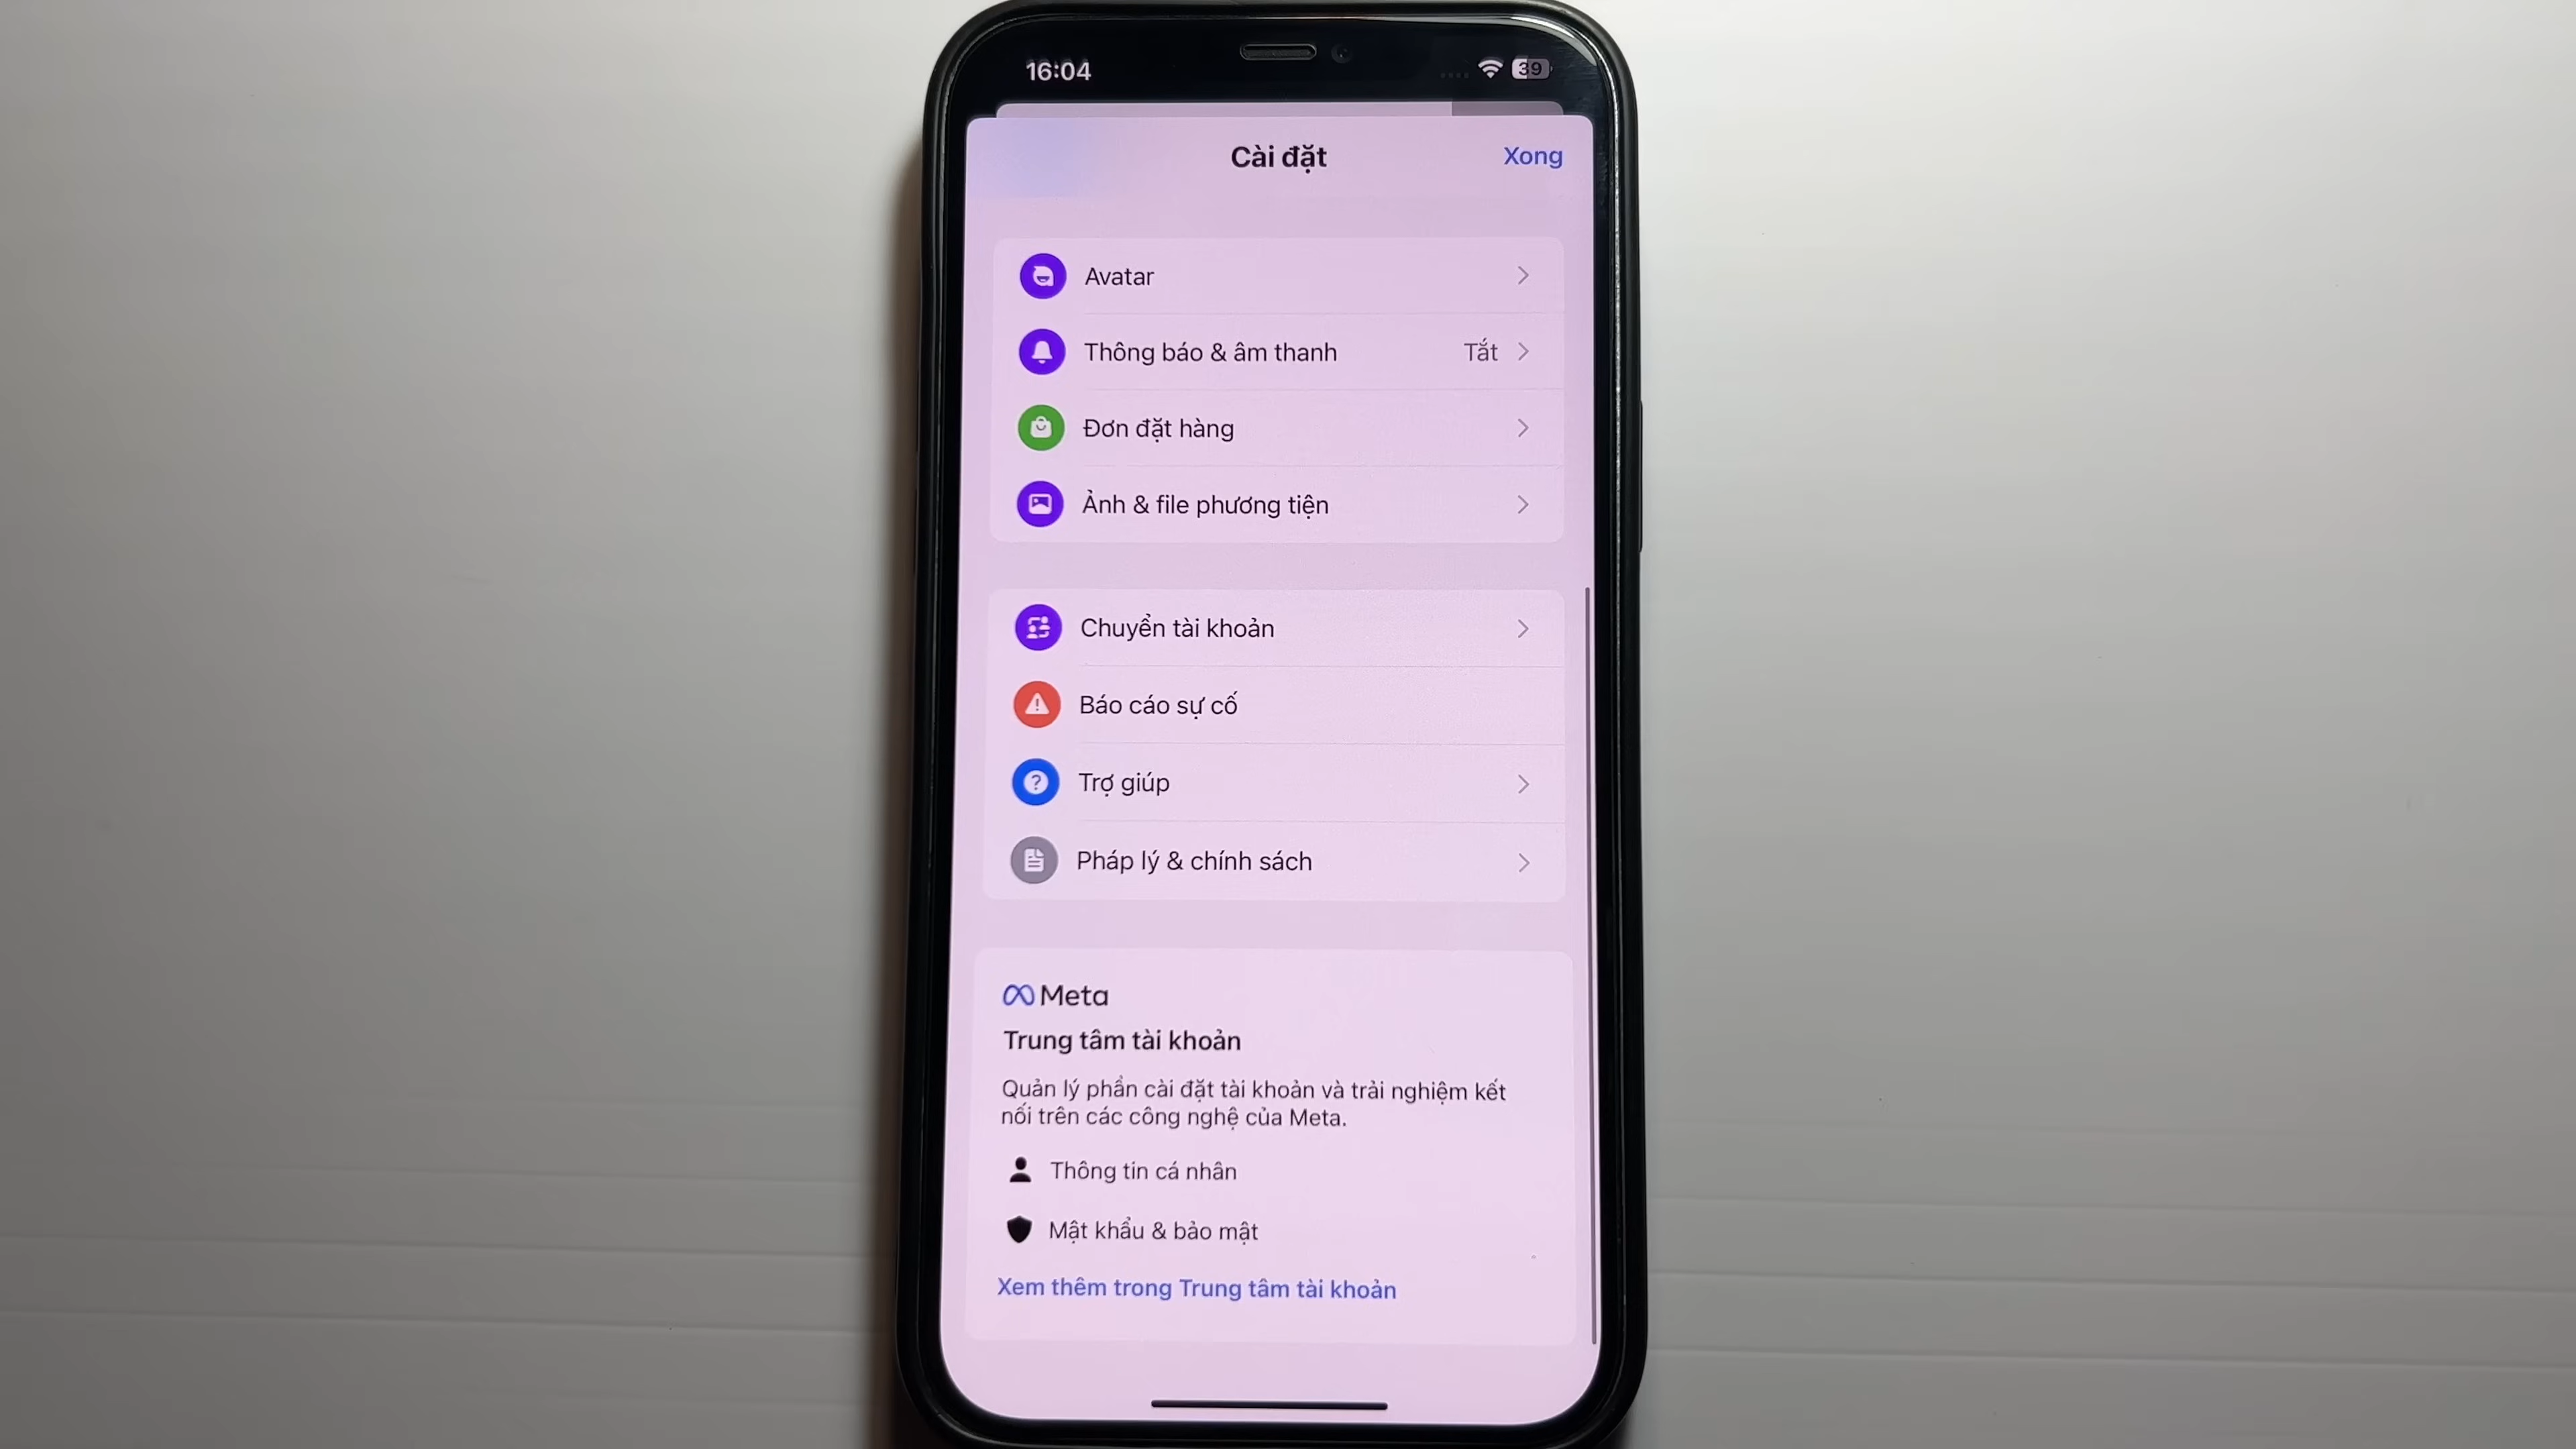 16:04
39
Cài đặt
Xong
Avatar
Thông báo & âm thanh
Tắt
Đơn đặt hàng
Ảnh & file phương tiện
Chuyển tài khoản
Báo cáo sự cố
Trợ giúp
Pháp lý & chính sách
Meta
Trung tâm tài khoản
Quản lý phần cài đặt tài khoản và trải nghiệm kết
nối trên các công nghệ của Meta.
Thông tin cá nhân
Mật khẩu & bảo mật
Xem thêm trong Trung tâm tài khoản